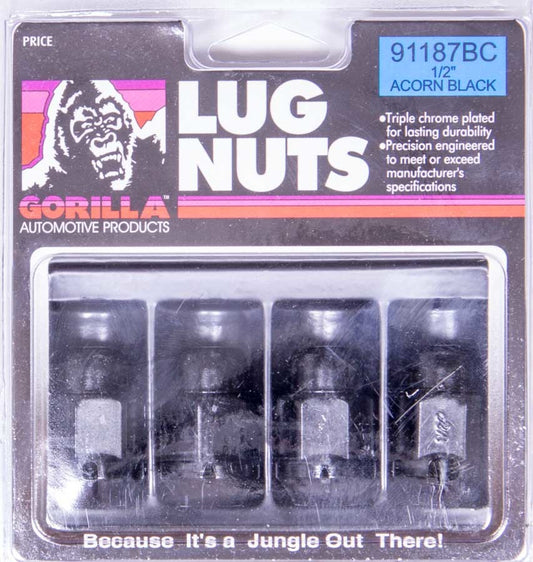 PRICE
91187BC
1/2"
ACORN BLACK
LUG
NUTS
•Triple chrome plated
for lasting durability
•Precision engineered
to meet or exceed
manufacturer's
specifications
GORILLA™
AUTOMOTIVE PRODUCTS
Because It's a Jungle Out There!